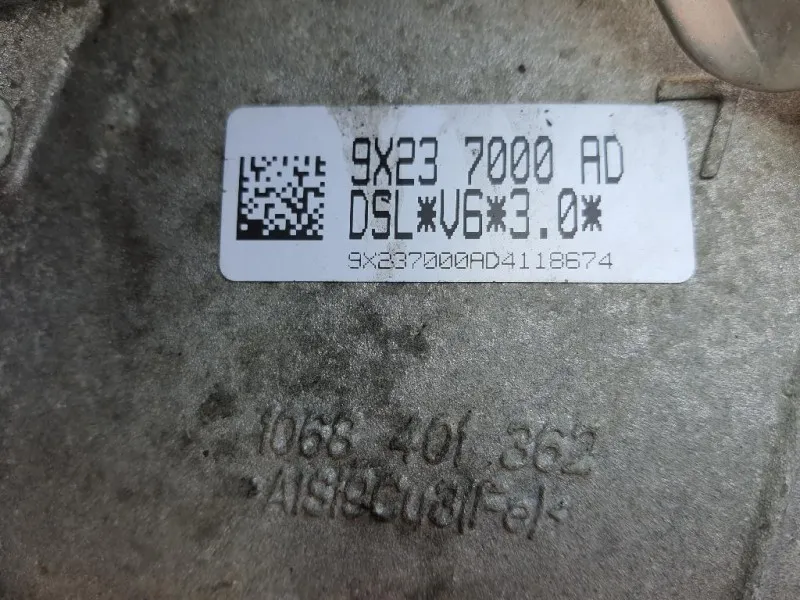 9X23 7000 AD
DSL*V6*3.0*
9X237000AD4118674
1068 401 362
>AlSi9Cu3(Fe)<